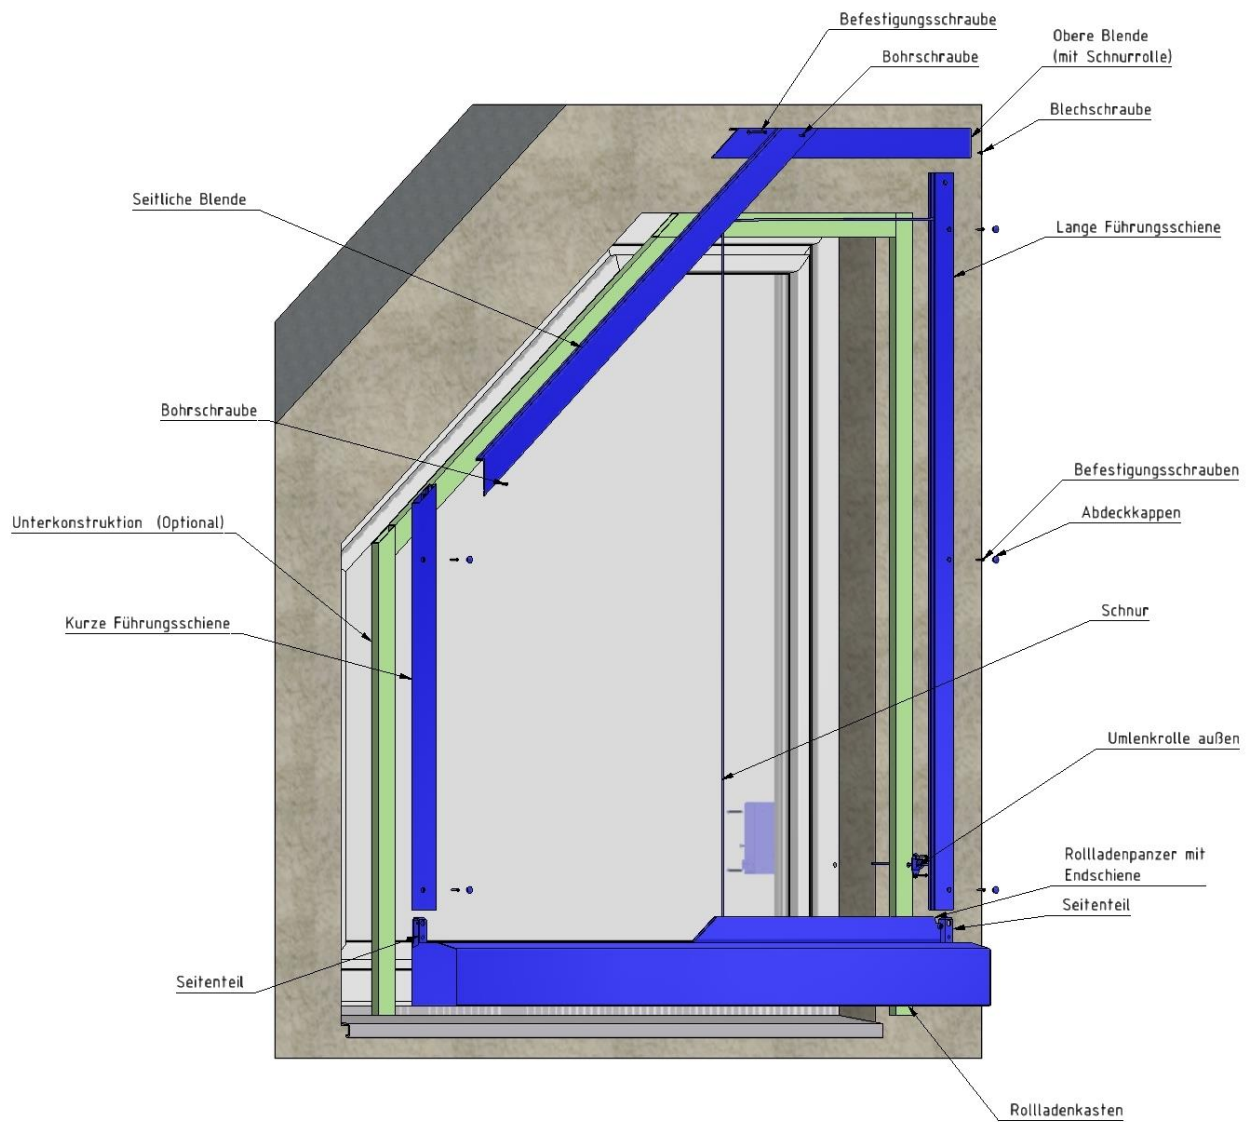 Befestigungsschraube
Obere Blende
(mit Schnurrolle)
Bohrschraube
Blechschraube
Seitliche Blende
Lange Führungsschiene
Bohrschraube
Befestigungsschrauben
Abdeckkappen
Unterkonstruktion (Optional)
Schnur
Kurze Führungsschiene
Umlenkrolle außen
Rollladenpanzer mit
Endschiene
Seitenteil
Seitenteil
Rollladenkasten